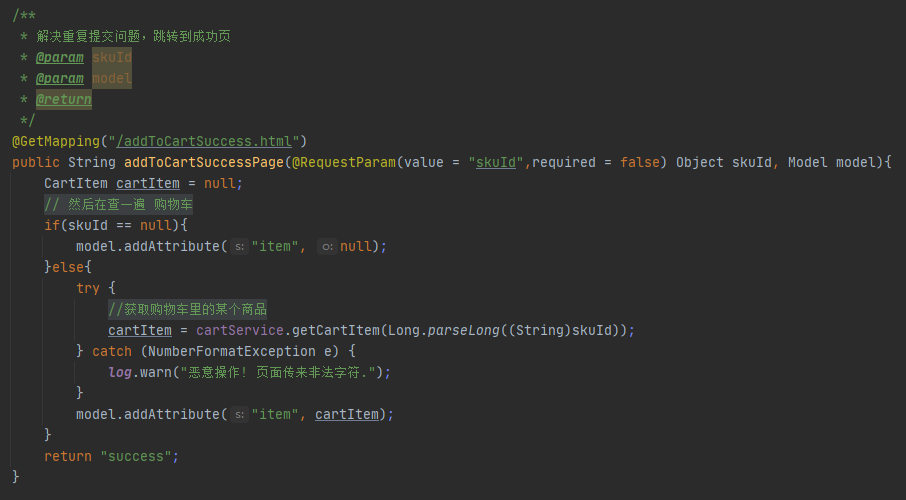 /**
 * 解决重复提交问题，跳转到成功页
 * @param skuId
 * @param model
 * @return
 */
@GetMapping("/addToCartSuccess.html")
public String addToCartSuccessPage(@RequestParam(value = "skuId",required = false) Object skuId, Model model){
    CartItem cartItem = null;
    // 然后在查一遍 购物车
    if(skuId == null){
        model.addAttribute( s: "item", o: null);
    }else{
        try {
            //获取购物车里的某个商品
            cartItem = cartService.getCartItem(Long.parseLong((String)skuId));
        } catch (NumberFormatException e) {
            log.warn("恶意操作! 页面传来非法字符.");
        }
        model.addAttribute( s: "item", cartItem);
    }
    return "success";
}